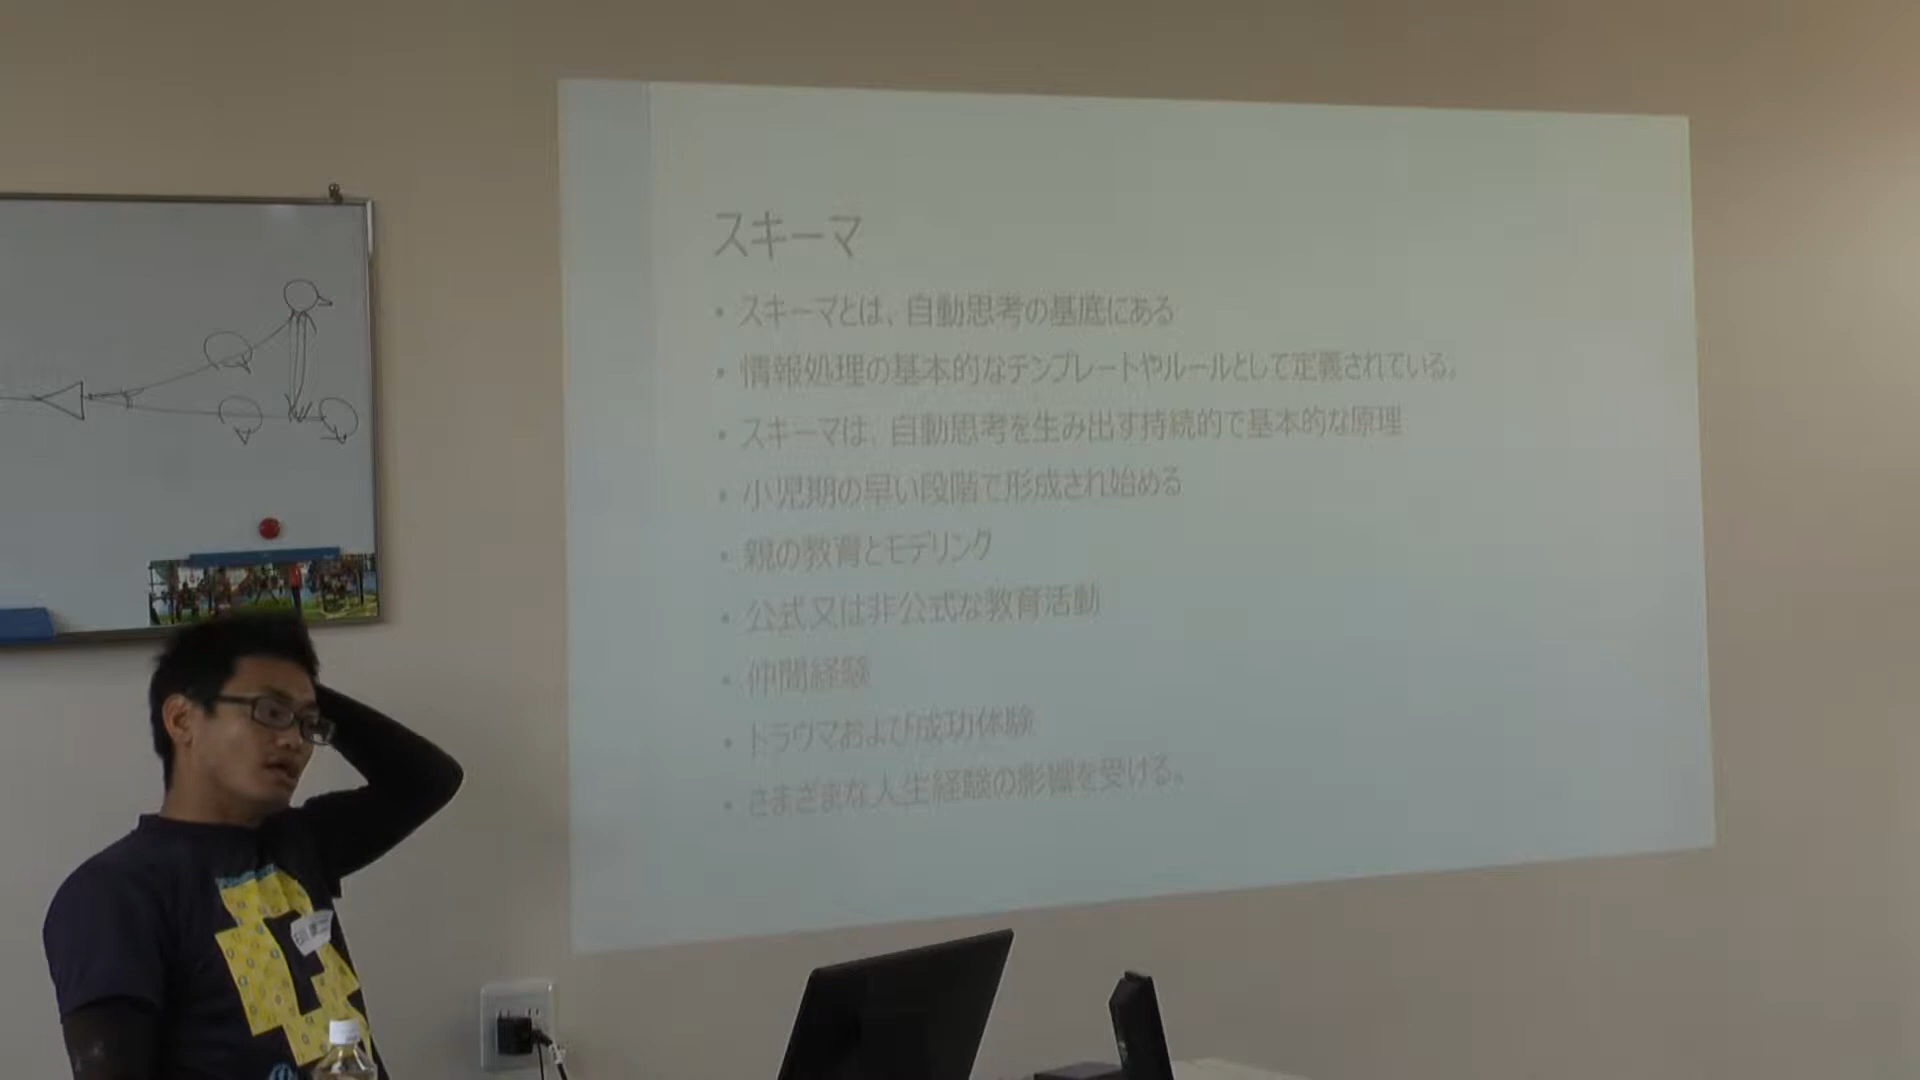 スキーマ
・スキーマとは、自動思考の基底にある
・情報処理の基本的なテンプレートやルールとして定義されている。
・スキーマは、自動思考を生み出す持続的で基本的な原理
・小児期の早い段階で形成され始める
・親の教育とモデリング
・公式又は非公式な教育活動
・仲間経験
・トラウマおよび成功体験
・さまざまな人生経験の影響を受ける。